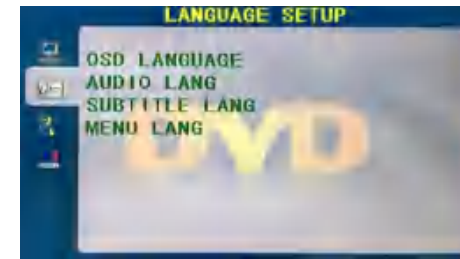 LANGUAGE SETUP
OSD LANGUAGE
AUDIO LANG
SUBTITLE LANG
MENU LANG
DVD